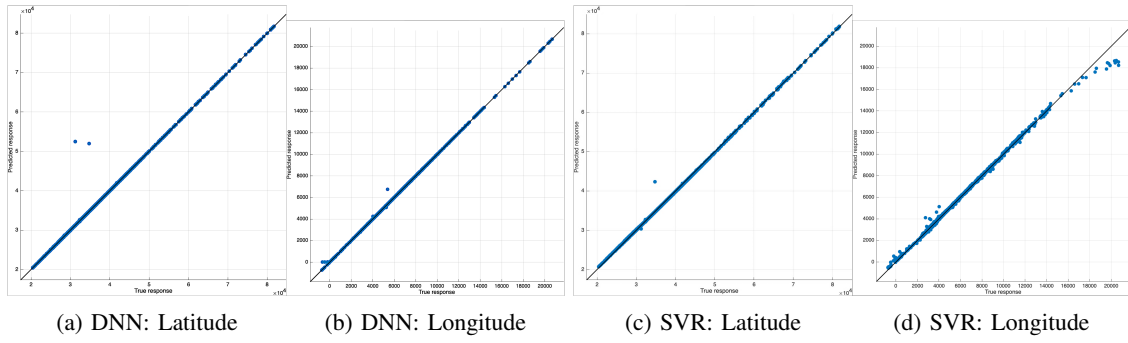 ×10⁶
8
7
6
5
4
3
2
Predicted response
2 3 4 5 6 7 8
True response
×10⁶
20000
18000
16000
14000
12000
10000
8000
6000
4000
2000
0
Predicted response
0 2000 4000 6000 8000 10000 12000 14000 16000 18000 20000
True response
×10⁶
8
7
6
5
4
3
2
Predicted response
2 3 4 5 6 7 8
True response
×10⁶
20000
18000
16000
14000
12000
10000
8000
6000
4000
2000
0
Predicted response
0 2000 4000 6000 8000 10000 12000 14000 16000 18000 20000
True response
(a) DNN: Latitude
(b) DNN: Longitude
(c) SVR: Latitude
(d) SVR: Longitude